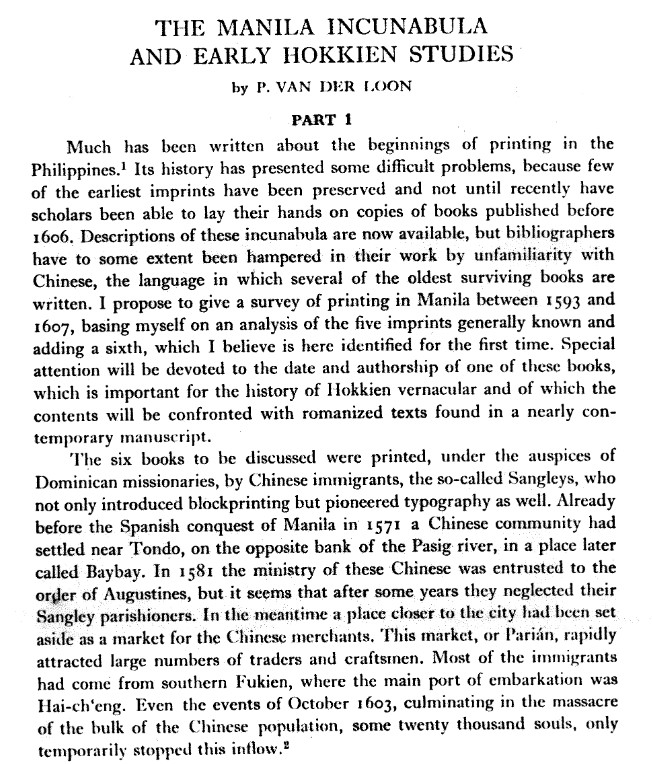 THE MANILA INCUNABULA
AND EARLY HOKKIEN STUDIES
by P. VAN DER LOON
PART 1
Much has been written about the beginnings of printing in the
Philippines.¹ Its history has presented some difficult problems, because few
of the earliest imprints have been preserved and not until recently have
scholars been able to lay their hands on copies of books published before
1606. Descriptions of these incunabula are now available, but bibliographers
have to some extent been hampered in their work by unfamiliarity with
Chinese, the language in which several of the oldest surviving books are
written. I propose to give a survey of printing in Manila between 1593 and
1607, basing myself on an analysis of the five imprints generally known and
adding a sixth, which I believe is here identified for the first time. Special
attention will be devoted to the date and authorship of one of these books,
which is important for the history of Hokkien vernacular and of which the
contents will be confronted with romanized texts found in a nearly con-
temporary manuscript.
The six books to be discussed were printed, under the auspices of
Dominican missionaries, by Chinese immigrants, the so-called Sangleys, who
not only introduced blockprinting but pioneered typography as well. Already
before the Spanish conquest of Manila in 1571 a Chinese community had
settled near Tondo, on the opposite bank of the Pasig river, in a place later
called Baybay. In 1581 the ministry of these Chinese was entrusted to the
order of Augustines, but it seems that after some years they neglected their
Sangley parishioners. In the meantime a place closer to the city had been set
aside as a market for the Chinese merchants. This market, or Parián, rapidly
attracted large numbers of traders and craftsmen. Most of the immigrants
had come from southern Fukien, where the main port of embarkation was
Hai-ch'eng. Even the events of October 1603, culminating in the massacre
of the bulk of the Chinese population, some twenty thousand souls, only
temporarily stopped this inflow.²